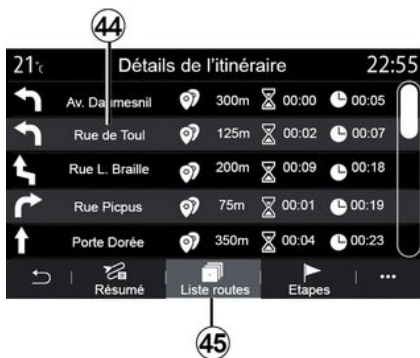 44
21°c Détails de l'itinéraire 22:55
Av. Daumesnil 300m 00:00 00:05
Rue de Toul 125m 00:02 00:07
Rue L. Braille 200m 00:09 00:18
Rue Picpus 75m 00:01 00:19
Porte Dorée 350m 00:04 00:23
Résumé Liste routes Etapes ...
45